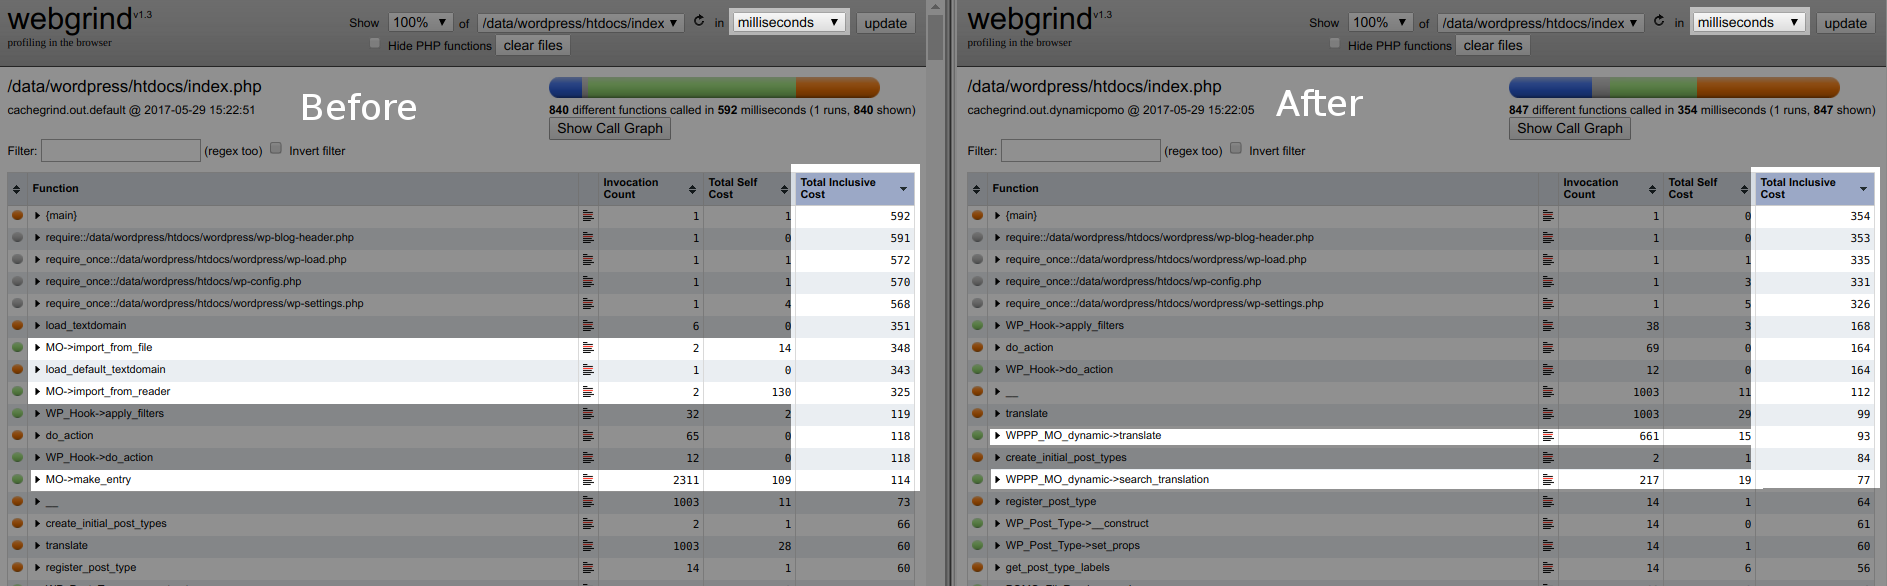 webgrind v1.3
profiling in the browser
Show 100% of /data/wordpress/htdocs/index in milliseconds update
Hide PHP functions clear files
/data/wordpress/htdocs/index.php
cachegrind.out.default @ 2017-05-29 15:22:51
Before
840 different functions called in 592 milliseconds (1 runs, 840 shown)
Show Call Graph
Filter: (regex too) Invert filter
Function Invocation Count Total Self Cost Total Inclusive Cost
{main} 1 1 592
require::/data/wordpress/htdocs/wordpress/wp-blog-header.php 1 0 591
require_once::/data/wordpress/htdocs/wordpress/wp-load.php 1 1 572
require_once::/data/wordpress/htdocs/wp-config.php 1 1 570
require_once::/data/wordpress/htdocs/wordpress/wp-settings.php 1 4 568
load_textdomain 6 0 351
MO->import_from_file 2 14 348
load_default_textdomain 1 0 343
MO->import_from_reader 2 130 325
WP_Hook->apply_filters 32 2 119
do_action 65 0 118
WP_Hook->do_action 12 0 118
MO->make_entry 2311 109 114
__ 1003 11 73
create_initial_post_types 2 1 66
translate 1003 28 60
register_post_type 14 1 60
webgrind v1.3
profiling in the browser
Show 100% of /data/wordpress/htdocs/index in milliseconds update
Hide PHP functions clear files
/data/wordpress/htdocs/index.php
cachegrind.out.dynamicpomo @ 2017-05-29 15:22:05
After
847 different functions called in 354 milliseconds (1 runs, 847 shown)
Show Call Graph
Filter: (regex too) Invert filter
Function Invocation Count Total Self Cost Total Inclusive Cost
{main} 1 0 354
require::/data/wordpress/htdocs/wordpress/wp-blog-header.php 1 0 353
require_once::/data/wordpress/htdocs/wordpress/wp-load.php 1 1 335
require_once::/data/wordpress/htdocs/wp-config.php 1 3 331
require_once::/data/wordpress/htdocs/wordpress/wp-settings.php 1 5 326
WP_Hook->apply_filters 38 3 168
do_action 69 0 164
WP_Hook->do_action 12 0 164
__ 1003 11 112
translate 1003 29 99
WPPP_MO_dynamic->translate 661 15 93
create_initial_post_types 2 1 84
WPPP_MO_dynamic->search_translation 217 19 77
register_post_type 14 1 64
WP_Post_Type->__construct 14 0 61
WP_Post_Type->set_props 14 1 60
get_post_type_labels 14 6 56